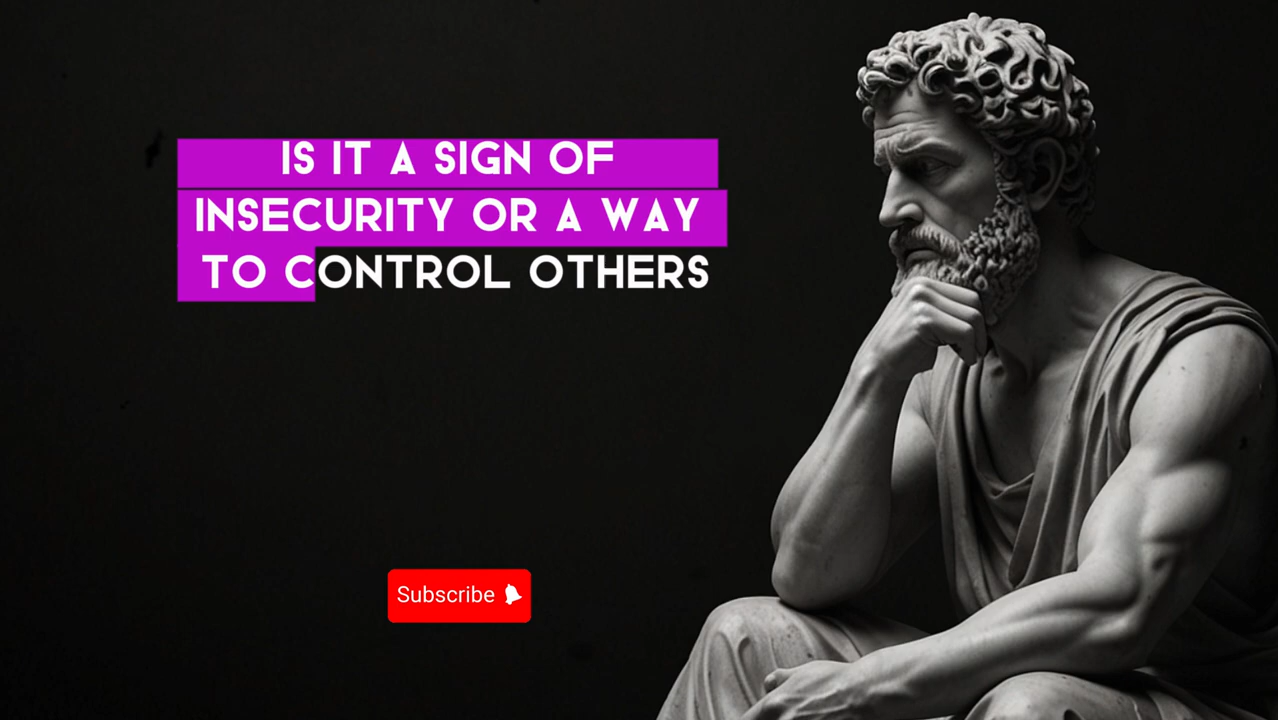 IS IT A SIGN OF
INSECURITY OR A WAY
TO CONTROL OTHERS
Subscribe